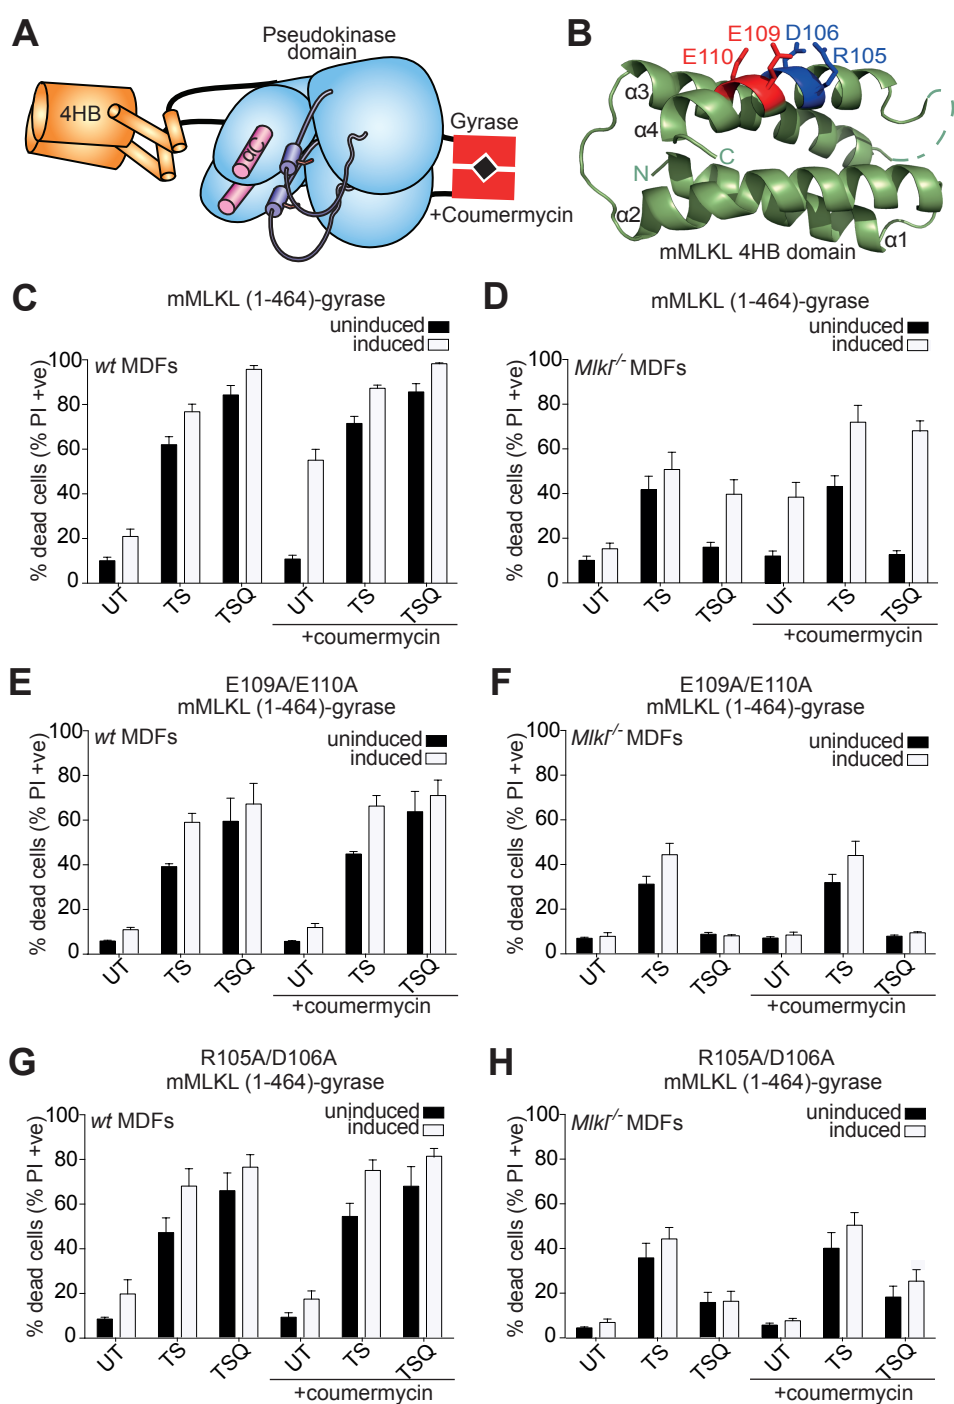 A
Pseudokinase
domain
4HB
αC
Gyrase
+Coumermycin
B
E109 D106
E110 R105
α3
α4
N C
α2
α1
mMLKL 4HB domain
C
mMLKL (1-464)-gyrase
uninduced
induced
wt MDFs
% dead cells (% PI +ve)
100
80
60
40
20
0
UT TS TSQ UT TS TSQ
+coumermycin
D
mMLKL (1-464)-gyrase
uninduced
induced
Mlkl-/- MDFs
% dead cells (% PI +ve)
100
80
60
40
20
0
UT TS TSQ UT TS TSQ
+coumermycin
E
E109A/E110A
mMLKL (1-464)-gyrase
uninduced
induced
wt MDFs
% dead cells (% PI +ve)
100
80
60
40
20
0
UT TS TSQ UT TS TSQ
+coumermycin
F
E109A/E110A
mMLKL (1-464)-gyrase
uninduced
induced
Mlkl-/- MDFs
% dead cells (% PI +ve)
100
80
60
40
20
0
UT TS TSQ UT TS TSQ
+coumermycin
G
R105A/D106A
mMLKL (1-464)-gyrase
uninduced
induced
wt MDFs
% dead cells (% PI +ve)
100
80
60
40
20
0
UT TS TSQ UT TS TSQ
+coumermycin
H
R105A/D106A
mMLKL (1-464)-gyrase
uninduced
induced
Mlkl-/- MDFs
% dead cells (% PI +ve)
100
80
60
40
20
0
UT TS TSQ UT TS TSQ
+coumermycin